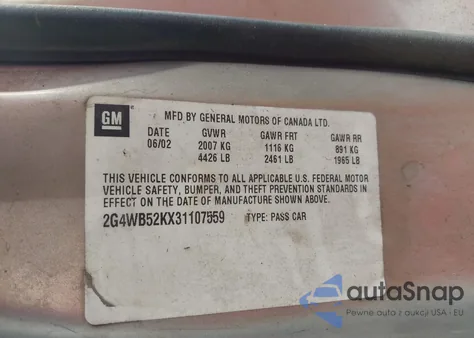 GM
MFD BY GENERAL MOTORS OF CANADA LTD.
DATE GVWR GAWR FRT GAWR RR
06/02 2007 KG 1116 KG 891 KG
4426 LB 2461 LB 1965 LB
THIS VEHICLE CONFORMS TO ALL APPLICABLE U.S. FEDERAL MOTOR
VEHICLE SAFETY, BUMPER, AND THEFT PREVENTION STANDARDS IN
EFFECT ON THE DATE OF MANUFACTURE SHOWN ABOVE.
TYPE: PASS CAR
autoSnap
Pewne auto z aukcji USA i EU